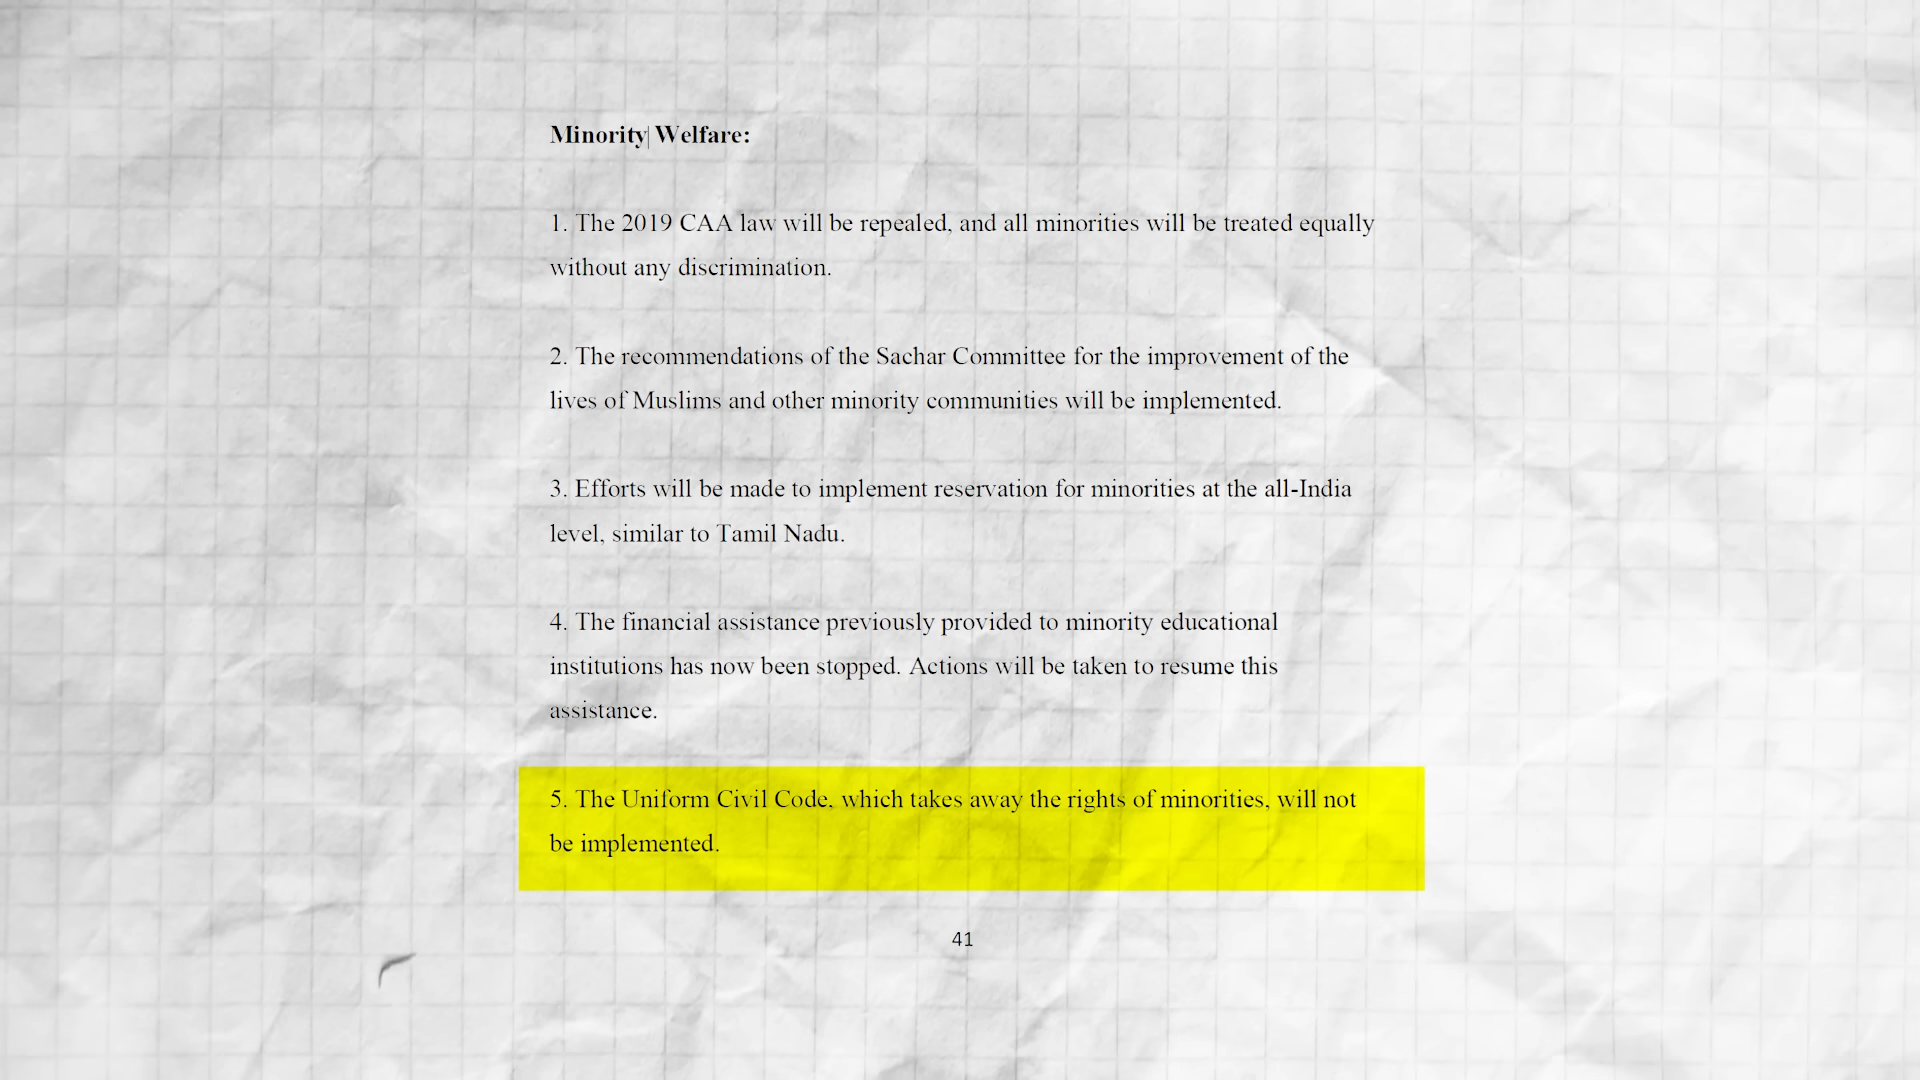 Minority Welfare:
1. The 2019 CAA law will be repealed, and all minorities will be treated equally
without any discrimination.
2. The recommendations of the Sachar Committee for the improvement of the
lives of Muslims and other minority communities will be implemented.
3. Efforts will be made to implement reservation for minorities at the all-India
level, similar to Tamil Nadu.
4. The financial assistance previously provided to minority educational
institutions has now been stopped. Actions will be taken to resume this
assistance.
5. The Uniform Civil Code, which takes away the rights of minorities, will not
be implemented.
41